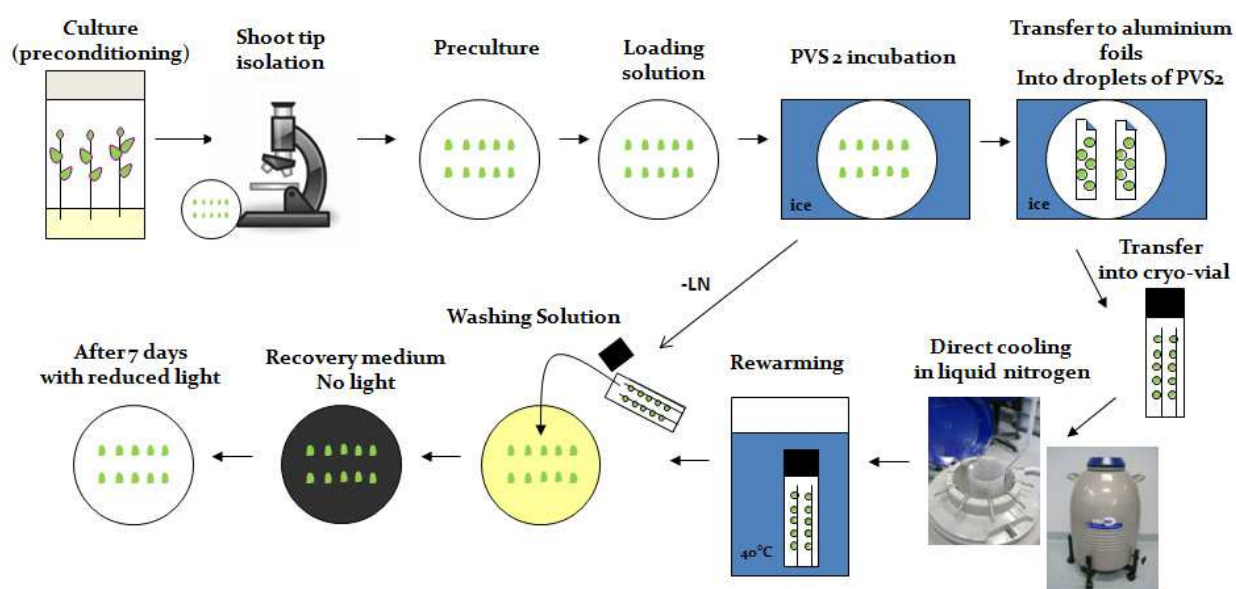 Culture
(preconditioning)
Shoot tip
isolation
Preculture
Loading
solution
PVS 2 incubation
Transfer to aluminium
foils
Into droplets of PVS2
ice
ice
Transfer
into cryo-vial
-LN
Washing Solution
After 7 days
with reduced light
Recovery medium
No light
Rewarming
Direct cooling
in liquid nitrogen
40°C